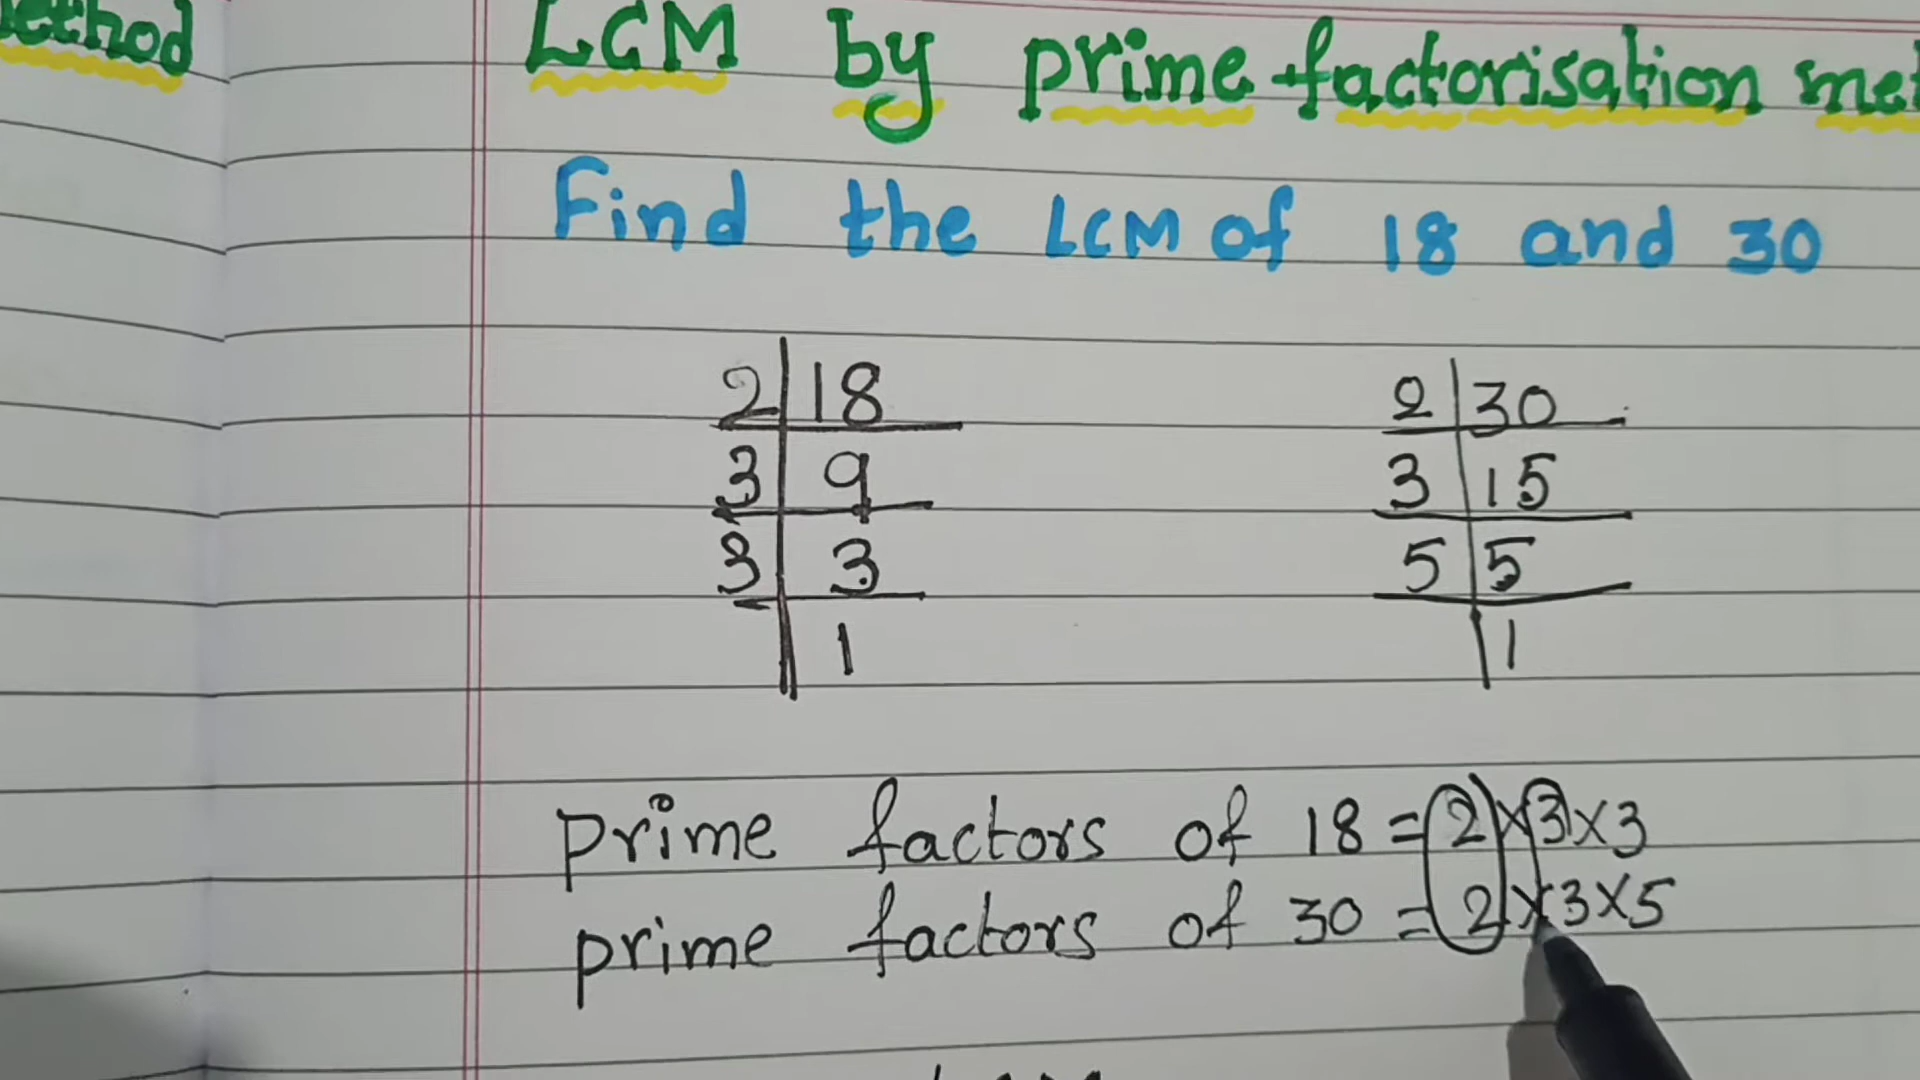 LCM by prime factorisation
Find the LCM of 18 and 30
2 18
3 9
3 3
1
2 30
3 15
5 5
1
prime factors of 18 = 2 × 3 × 3
prime factors of 30 = 2 × 3 × 5